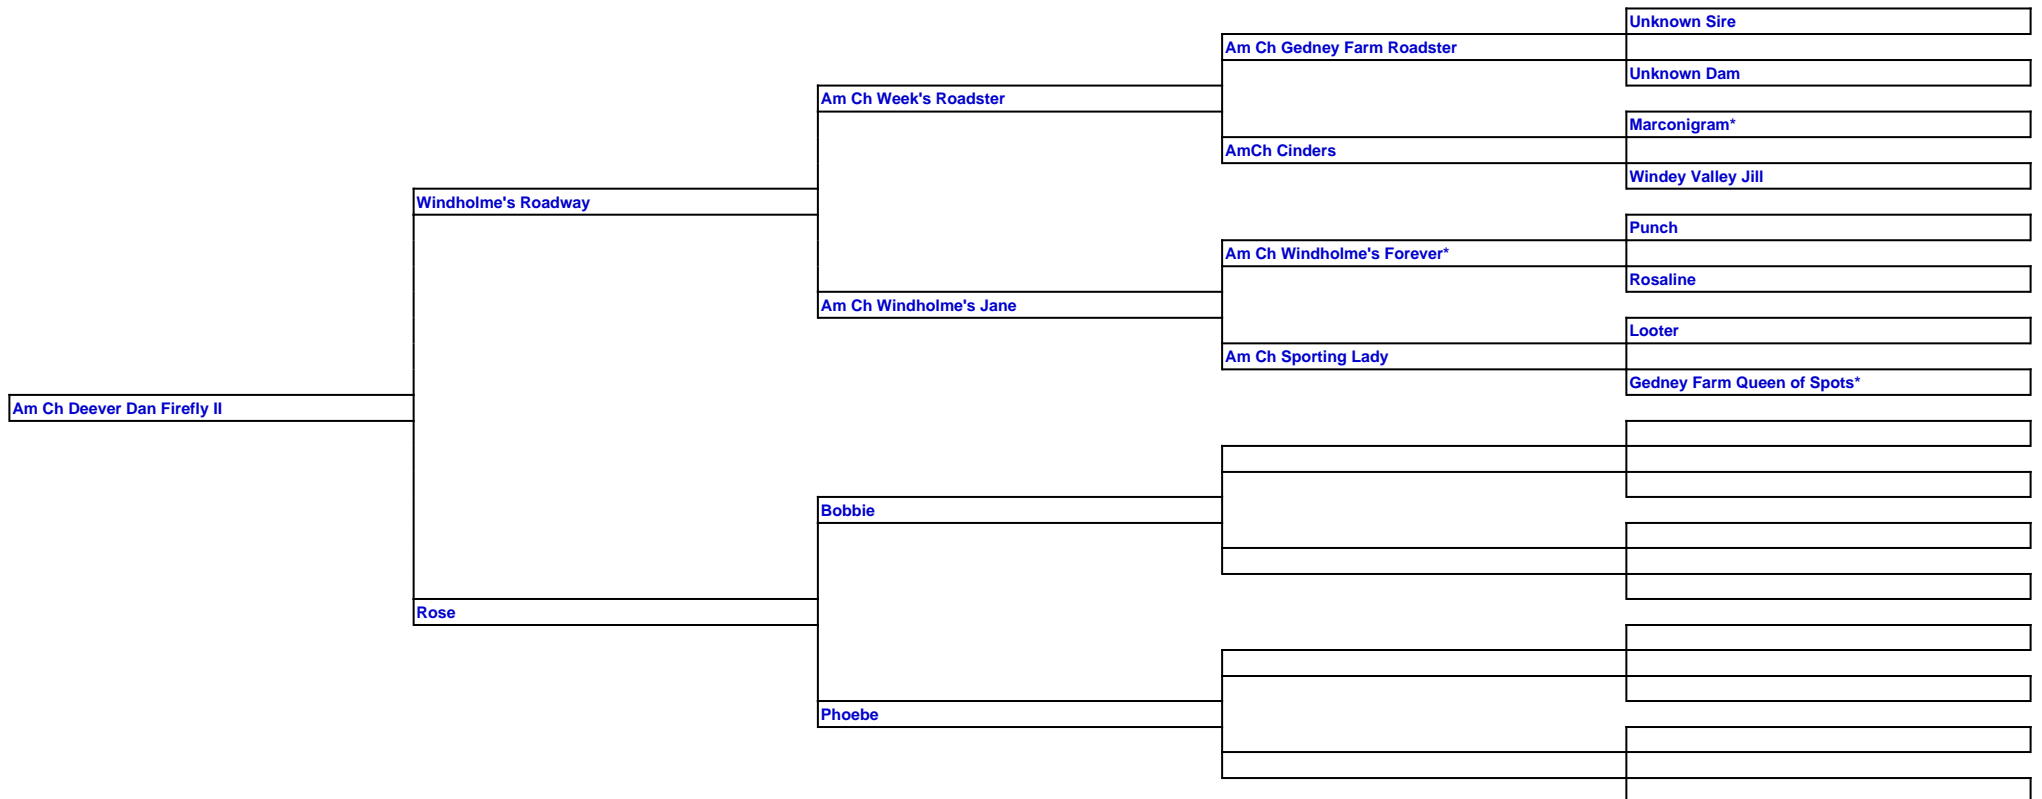 Unknown Sire
Am Ch Gedney Farm Roadster
Unknown Dam
Am Ch Week's Roadster
Marconigram*
AmCh Cinders
Windey Valley Jill
Windholme's Roadway
Punch
Am Ch Windholme's Forever*
Rosaline
Am Ch Windholme's Jane
Looter
Am Ch Sporting Lady
Gedney Farm Queen of Spots*
Am Ch Deever Dan Firefly II
Bobbie
Rose
Phoebe